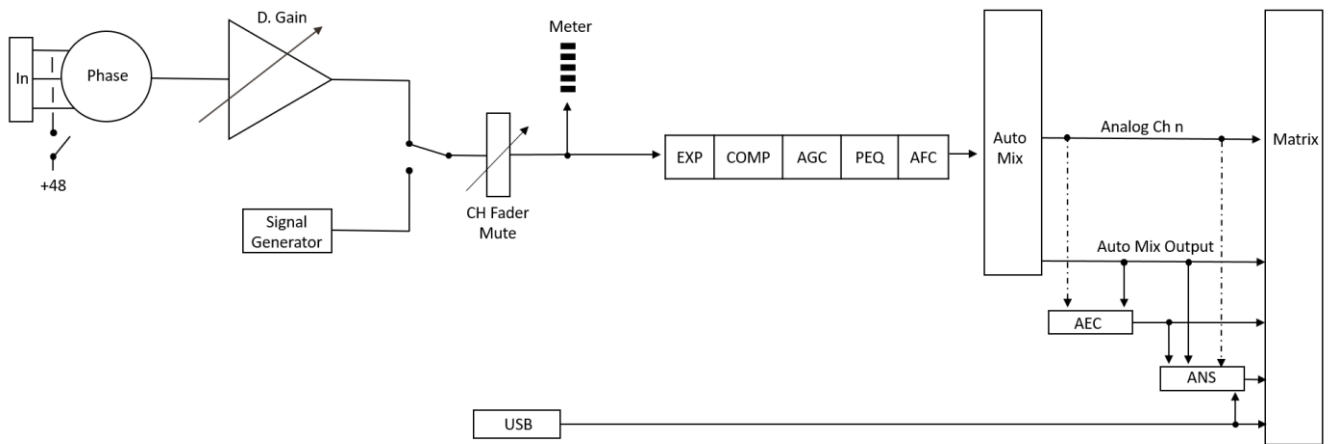 D. Gain
In
Phase
+48
Signal
Generator
CH Fader
Mute
Meter
EXP
COMP
AGC
PEQ
AFC
Auto
Mix
Analog Ch n
Auto Mix Output
AEC
ANS
USB
Matrix